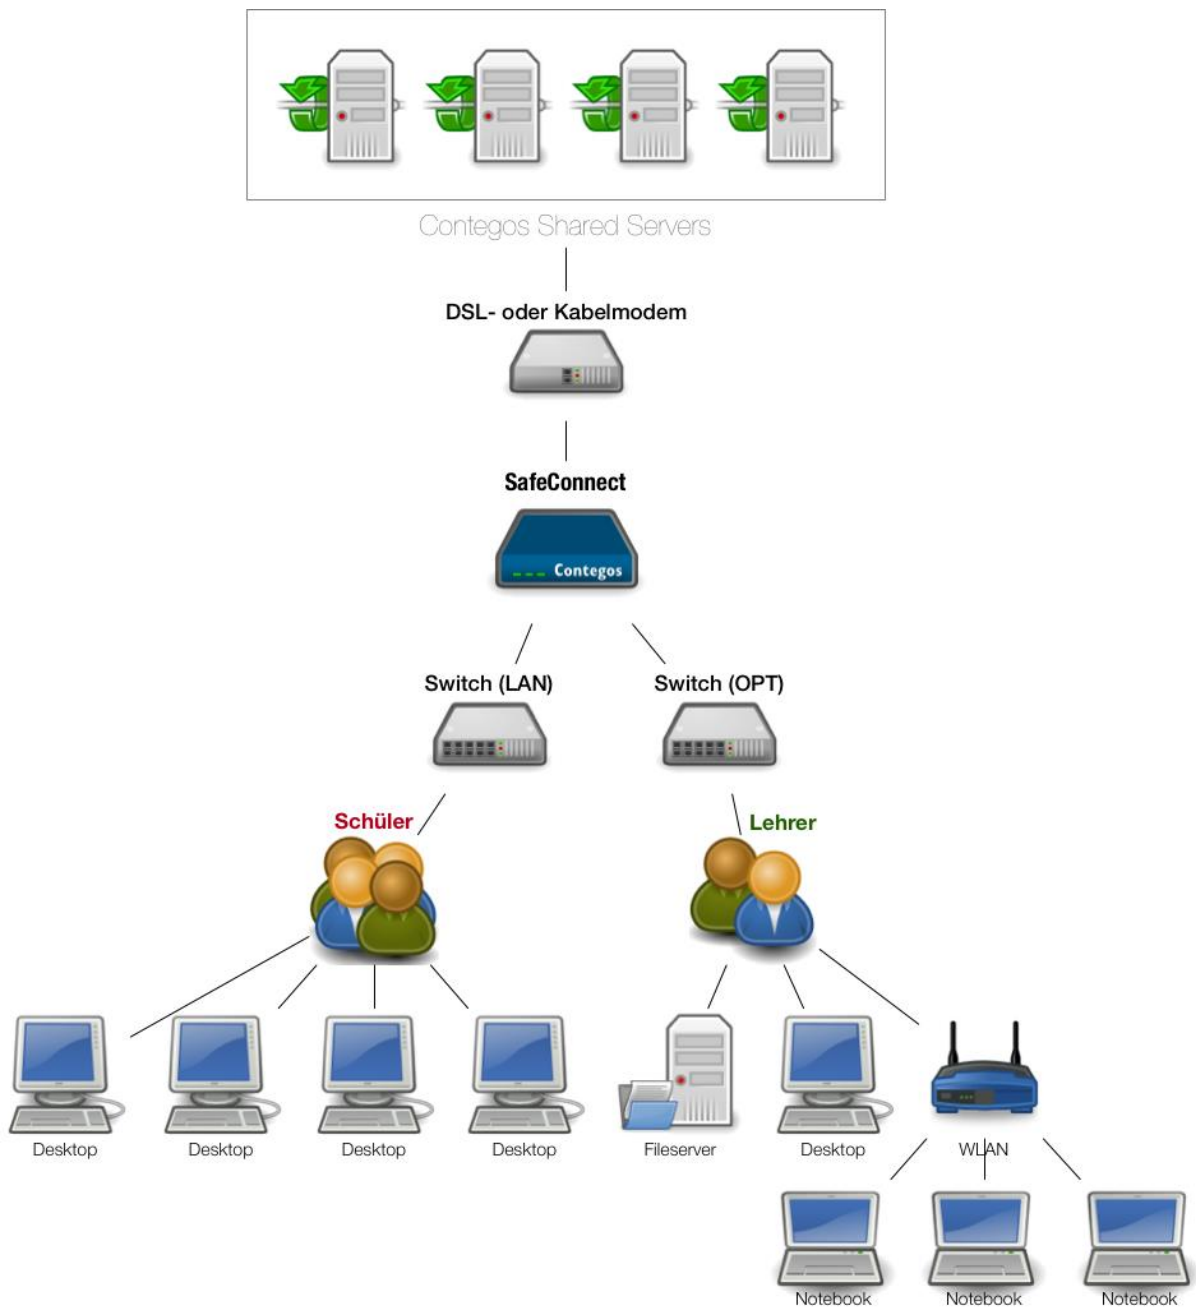 Contegos Shared Servers
DSL- oder Kabelmodem
SafeConnect
Contegos
Switch (LAN)
Switch (OPT)
Schüler
Lehrer
Desktop
Desktop
Desktop
Desktop
Fileserver
Desktop
WLAN
Notebook
Notebook
Notebook